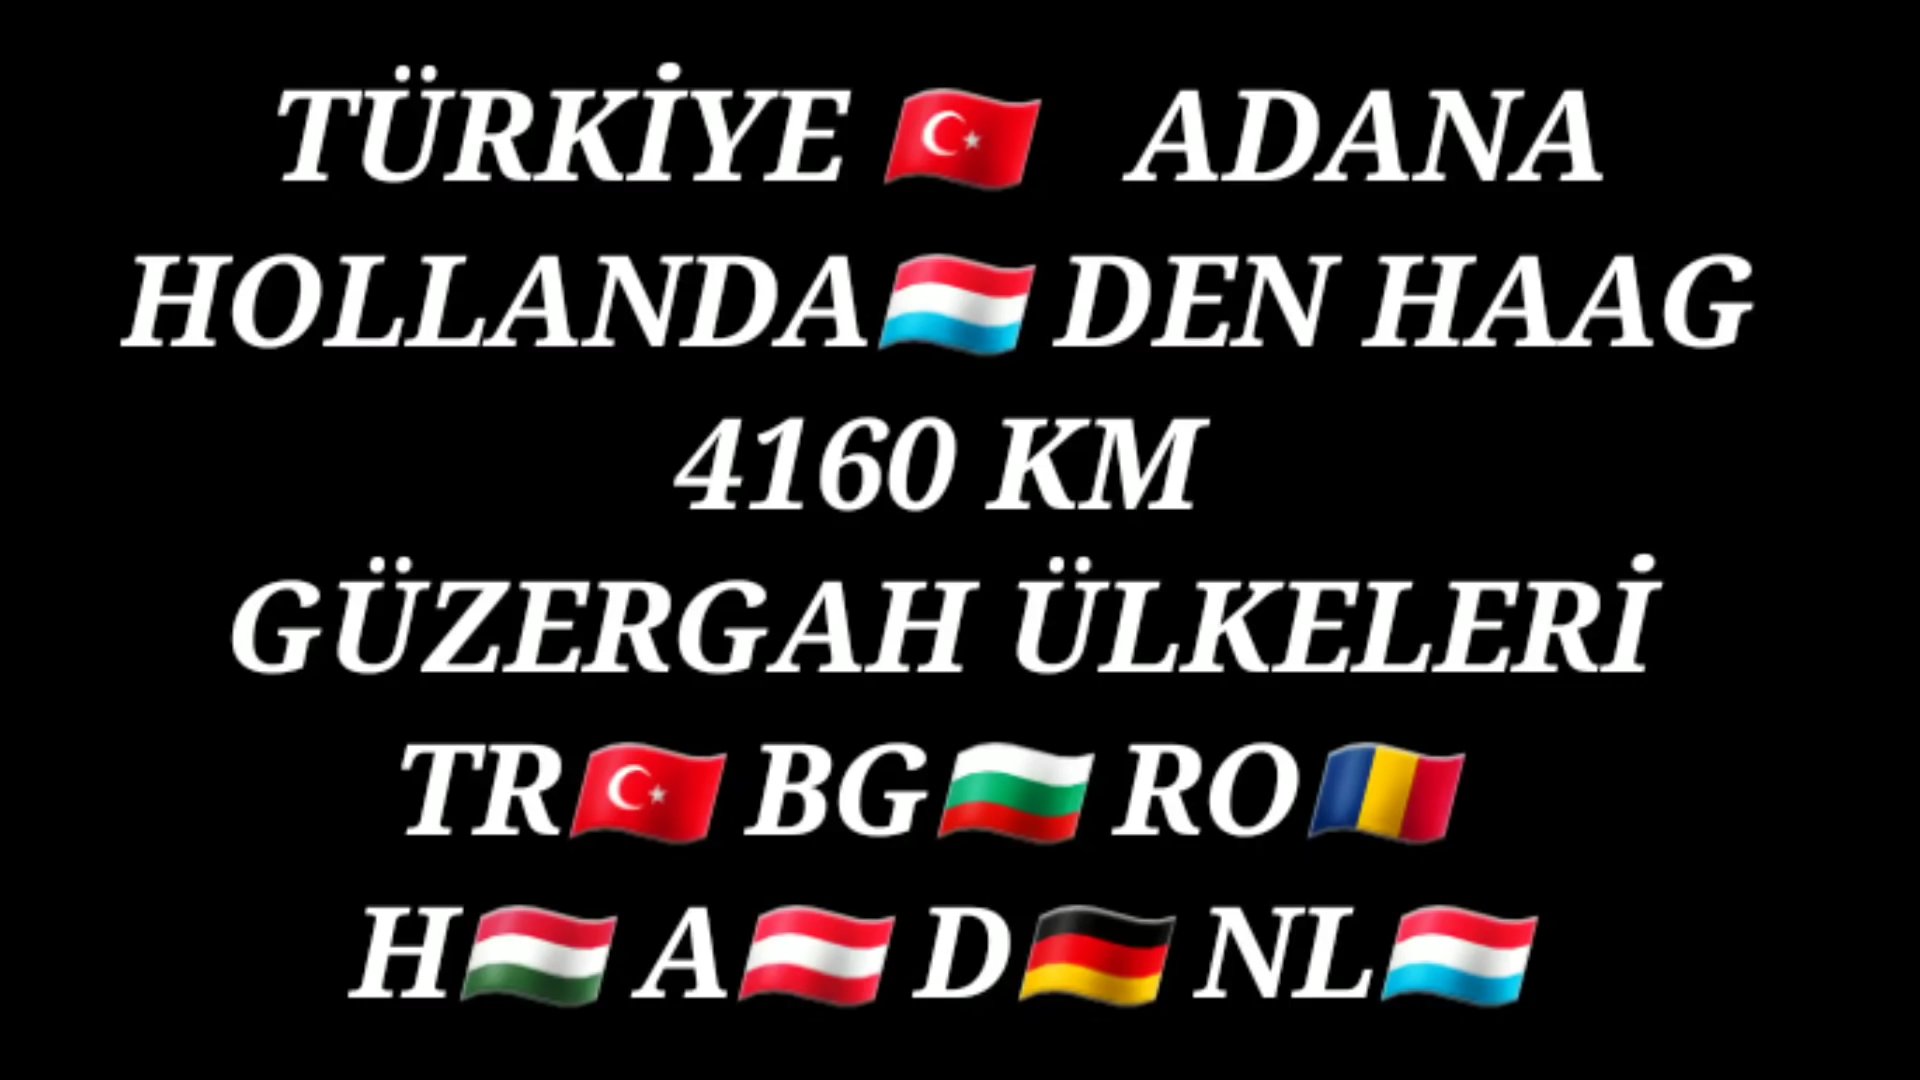 TÜRKİYE 🇹🇷 ADANA
HOLLANDA🇱🇺 DEN HAAG
4160 KM
GÜZERGAH ÜLKELERİ
TR🇹🇷 BG🇧🇬 RO🇷🇴
H🇭🇺 A🇦🇹 D🇩🇪 NL🇱🇺